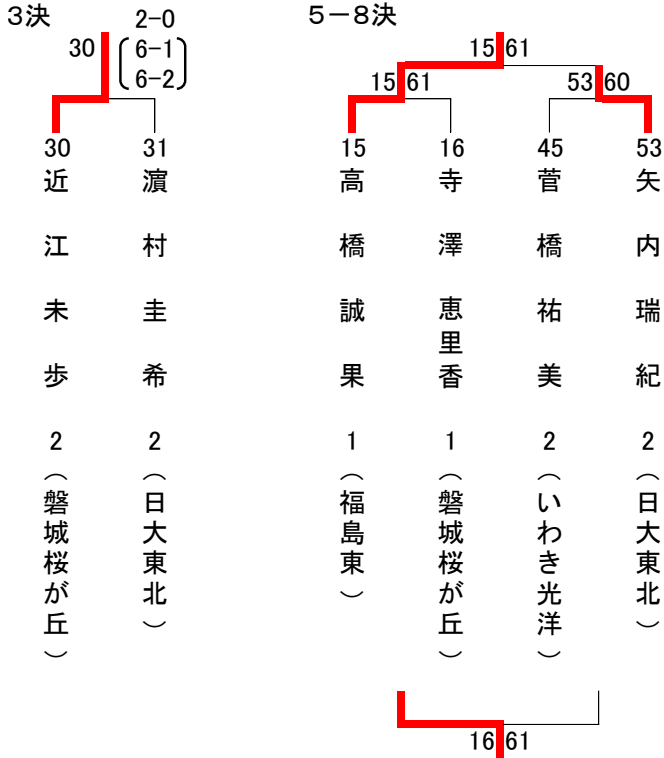 3決
2-0
30
6-1
6-2
30
31
近江未歩 2 (磐城桜が丘)
濵村圭希 2 (日大東北)
5-8決
15 61
15 61
53 60
15
16
45
53
高橋誠果 1 (福島東)
寺澤恵里香 1 (磐城桜が丘)
菅橋祐美 2 (いわき光洋)
矢内瑞紀 2 (日大東北)
16 61